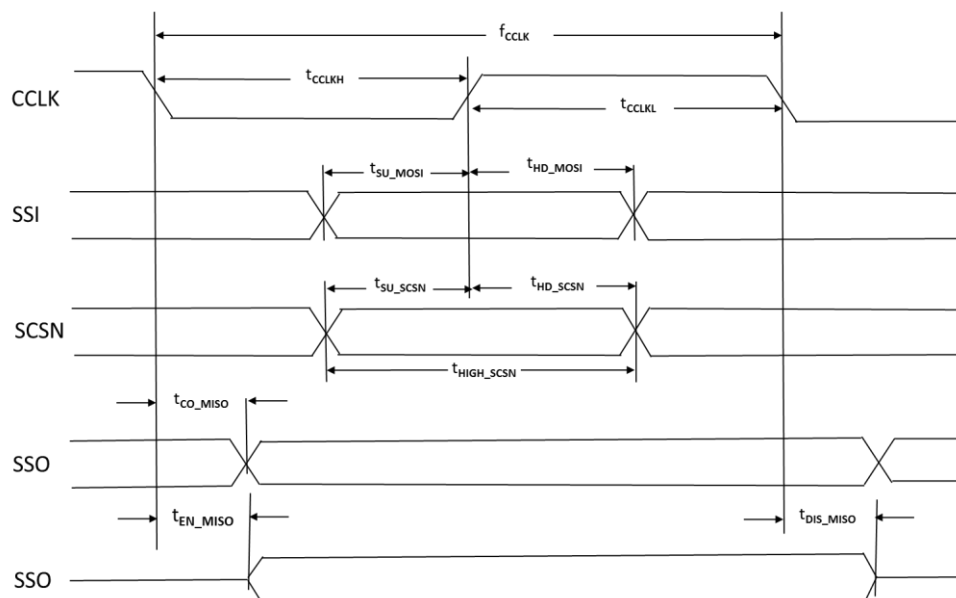 fCCLK
tCCLKH
CCLK
tCCLKL
tSU_MOSI
tHD_MOSI
SSI
tSU_SCSN
tHD_SCSN
SCSN
tHIGH_SCSN
tCO_MISO
SSO
tEN_MISO
tDIS_MISO
SSO